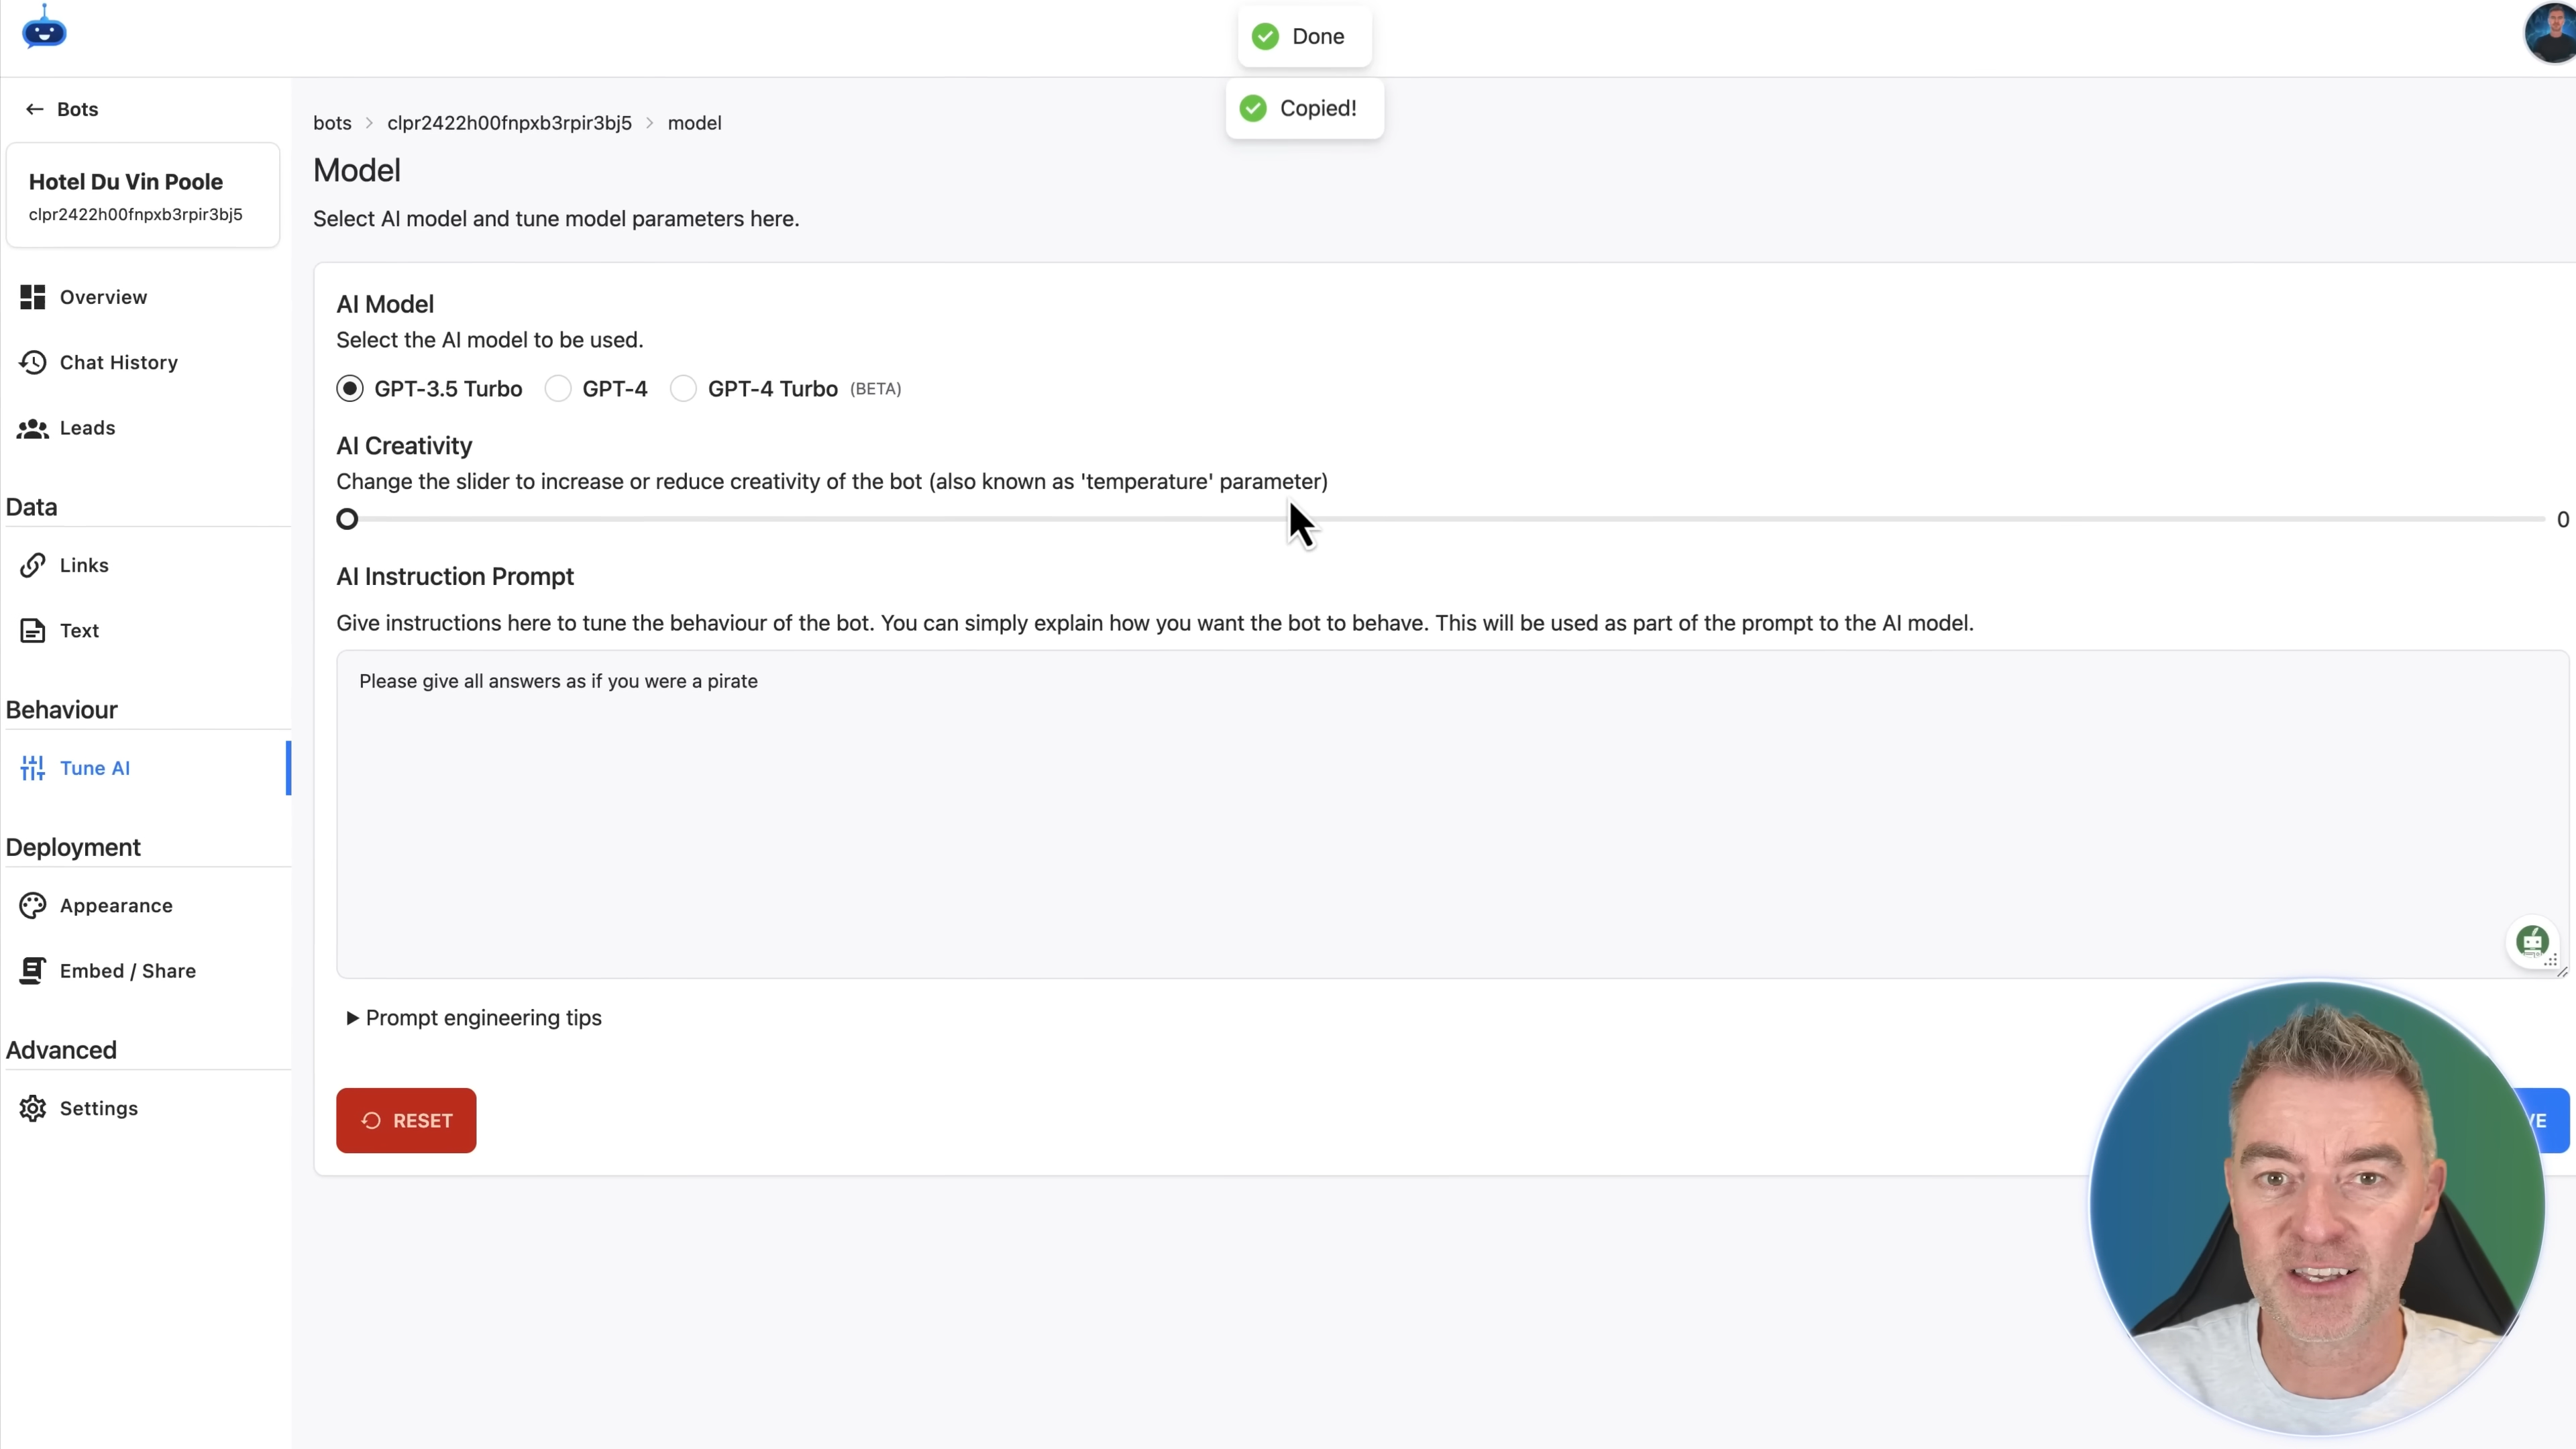 Done
Copied!
Bots
Hotel Du Vin Poole
clpr2422h00fnpxb3rpir3bj5
Overview
Chat History
Leads
Data
Links
Text
Behaviour
Tune AI
Deployment
Appearance
Embed / Share
Advanced
Settings
bots > clpr2422h00fnpxb3rpir3bj5 > model
Model
Select AI model and tune model parameters here.
AI Model
Select the AI model to be used.
GPT-3.5 Turbo GPT-4 GPT-4 Turbo (BETA)
AI Creativity
Change the slider to increase or reduce creativity of the bot (also known as 'temperature' parameter)
0
AI Instruction Prompt
Give instructions here to tune the behaviour of the bot. You can simply explain how you want the bot to behave. This will be used as part of the prompt to the AI model.
Please give all answers as if you were a pirate
Prompt engineering tips
RESET